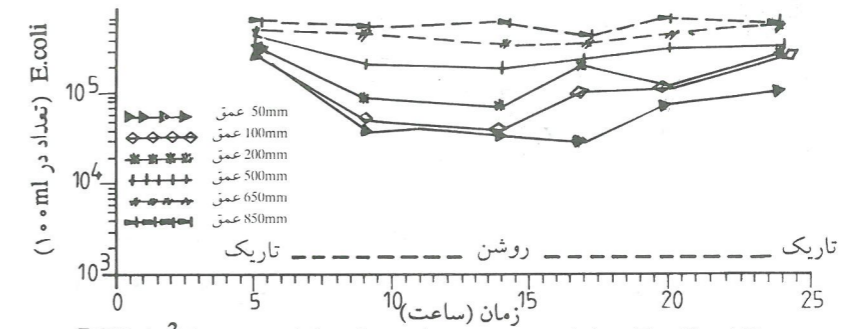 E.coli (تعداد در ۱۰۰ml)
10⁵
10⁴
10³
عمق 50mm
عمق 100mm
عمق 200mm
عمق 500mm
عمق 650mm
عمق 850mm
تاریک روشن تاریک
0 5 10 15 20 25
زمان (ساعت)